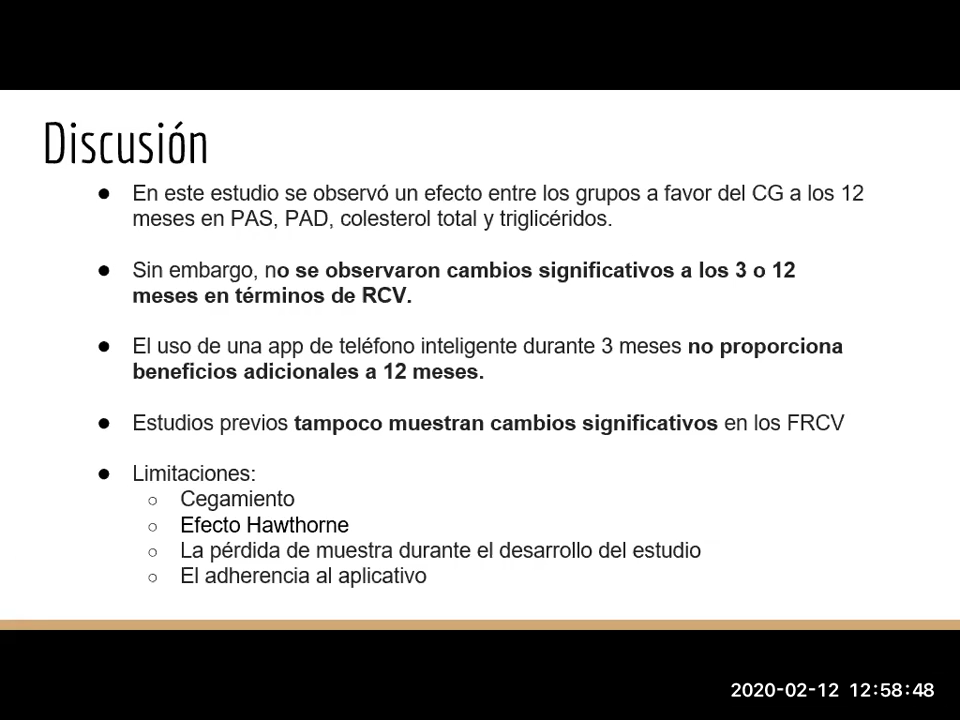 Discusión
● En este estudio se observó un efecto entre los grupos a favor del CG a los 12
meses en PAS, PAD, colesterol total y triglicéridos.
● Sin embargo, no se observaron cambios significativos a los 3 o 12
meses en términos de RCV.
● El uso de una app de teléfono inteligente durante 3 meses no proporciona
beneficios adicionales a 12 meses.
● Estudios previos tampoco muestran cambios significativos en los FRCV
● Limitaciones:
○ Cegamiento
○ Efecto Hawthorne
○ La pérdida de muestra durante el desarrollo del estudio
○ El adherencia al aplicativo
2020-02-12 12:58:48